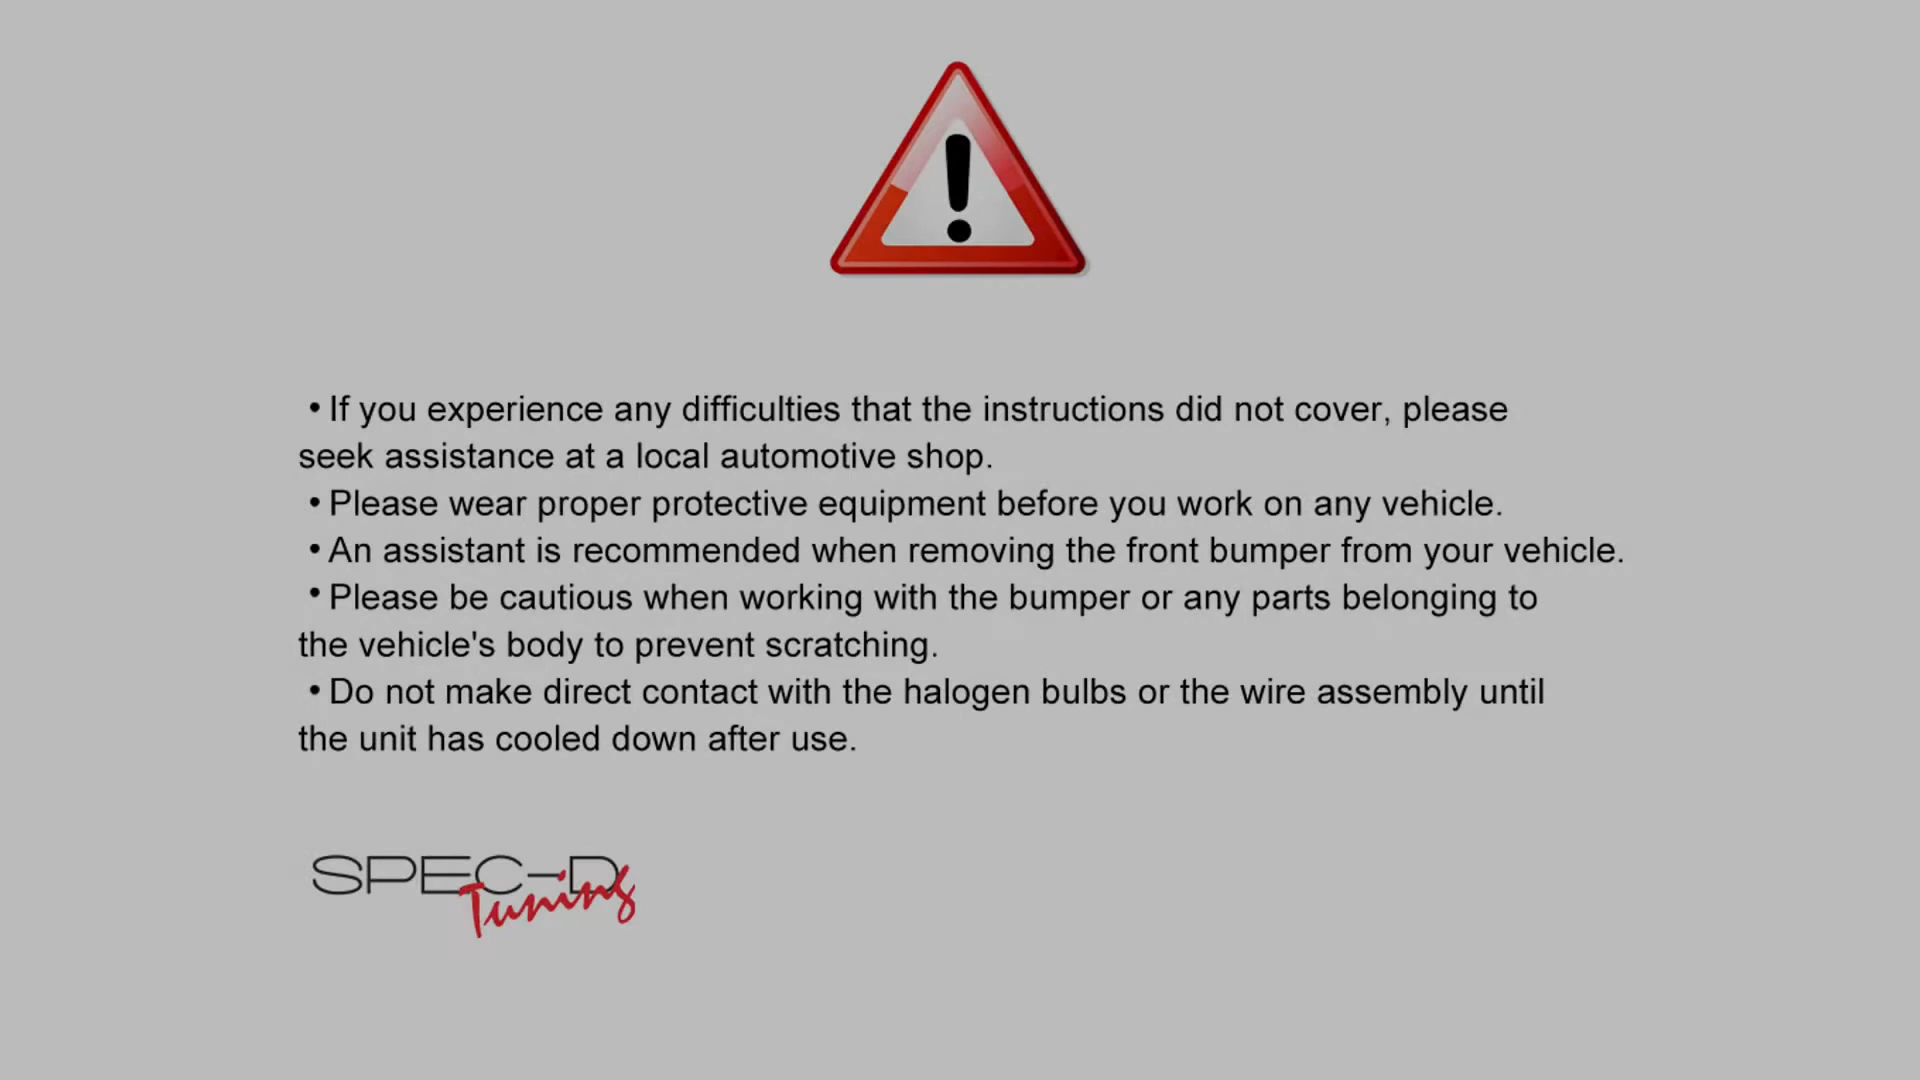 •If you experience any difficulties that the instructions did not cover, please
seek assistance at a local automotive shop.
•Please wear proper protective equipment before you work on any vehicle.
•An assistant is recommended when removing the front bumper from your vehicle.
•Please be cautious when working with the bumper or any parts belonging to
the vehicle's body to prevent scratching.
•Do not make direct contact with the halogen bulbs or the wire assembly until
the unit has cooled down after use.
SPEC-D
Tuning